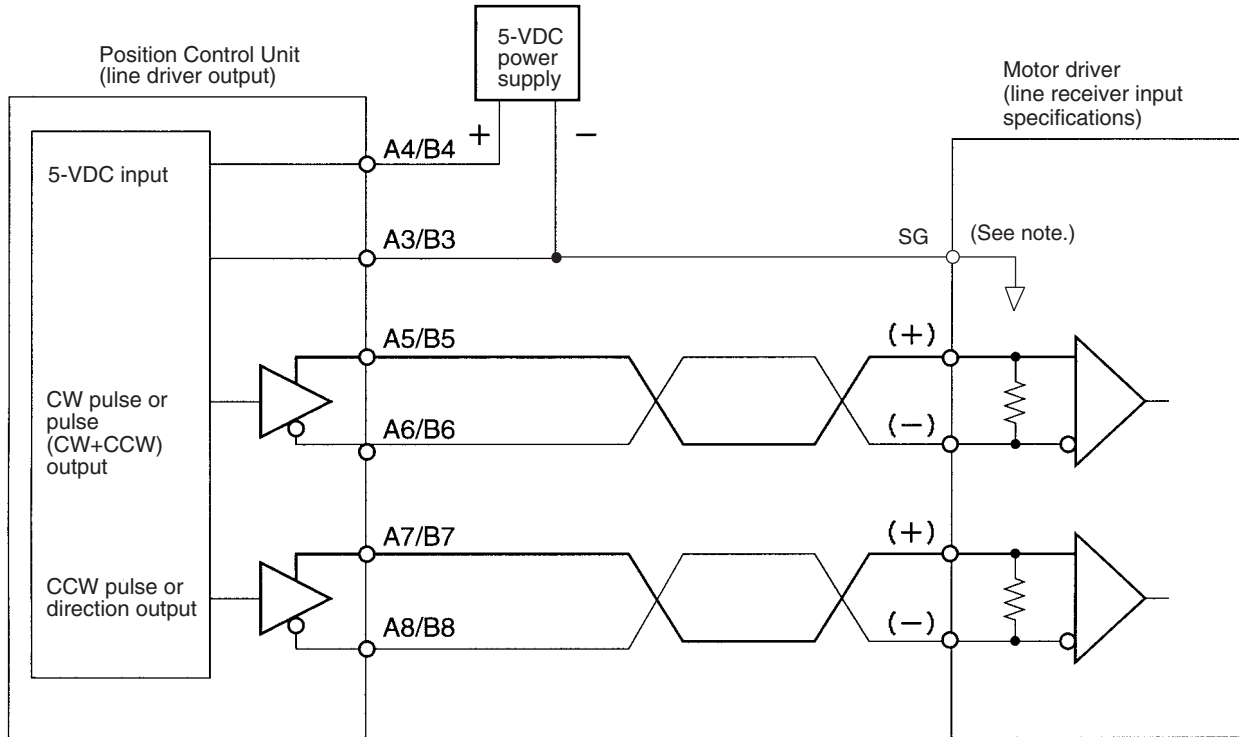 Position Control Unit
(line driver output)
5-VDC
power
supply
Motor driver
(line receiver input
specifications)
+
−
A4/B4
5-VDC input
A3/B3
SG
(See note.)
A5/B5
(+)
CW pulse or
pulse
(CW+CCW)
output
A6/B6
(−)
A7/B7
(+)
CCW pulse or
direction output
A8/B8
(−)